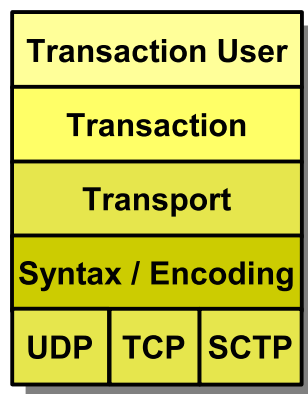 Transaction User
Transaction
Transport
Syntax / Encoding
UDP TCP SCTP